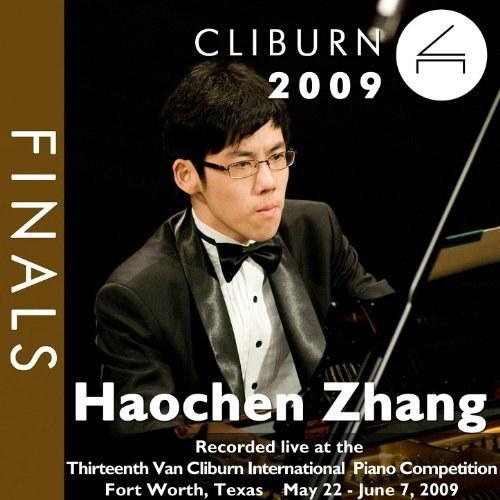 CLIBURN
2009
FINALS
Haochen Zhang
Recorded live at the
Thirteenth Van Cliburn International Piano Competition
Fort Worth, Texas May 22 - June 7, 2009